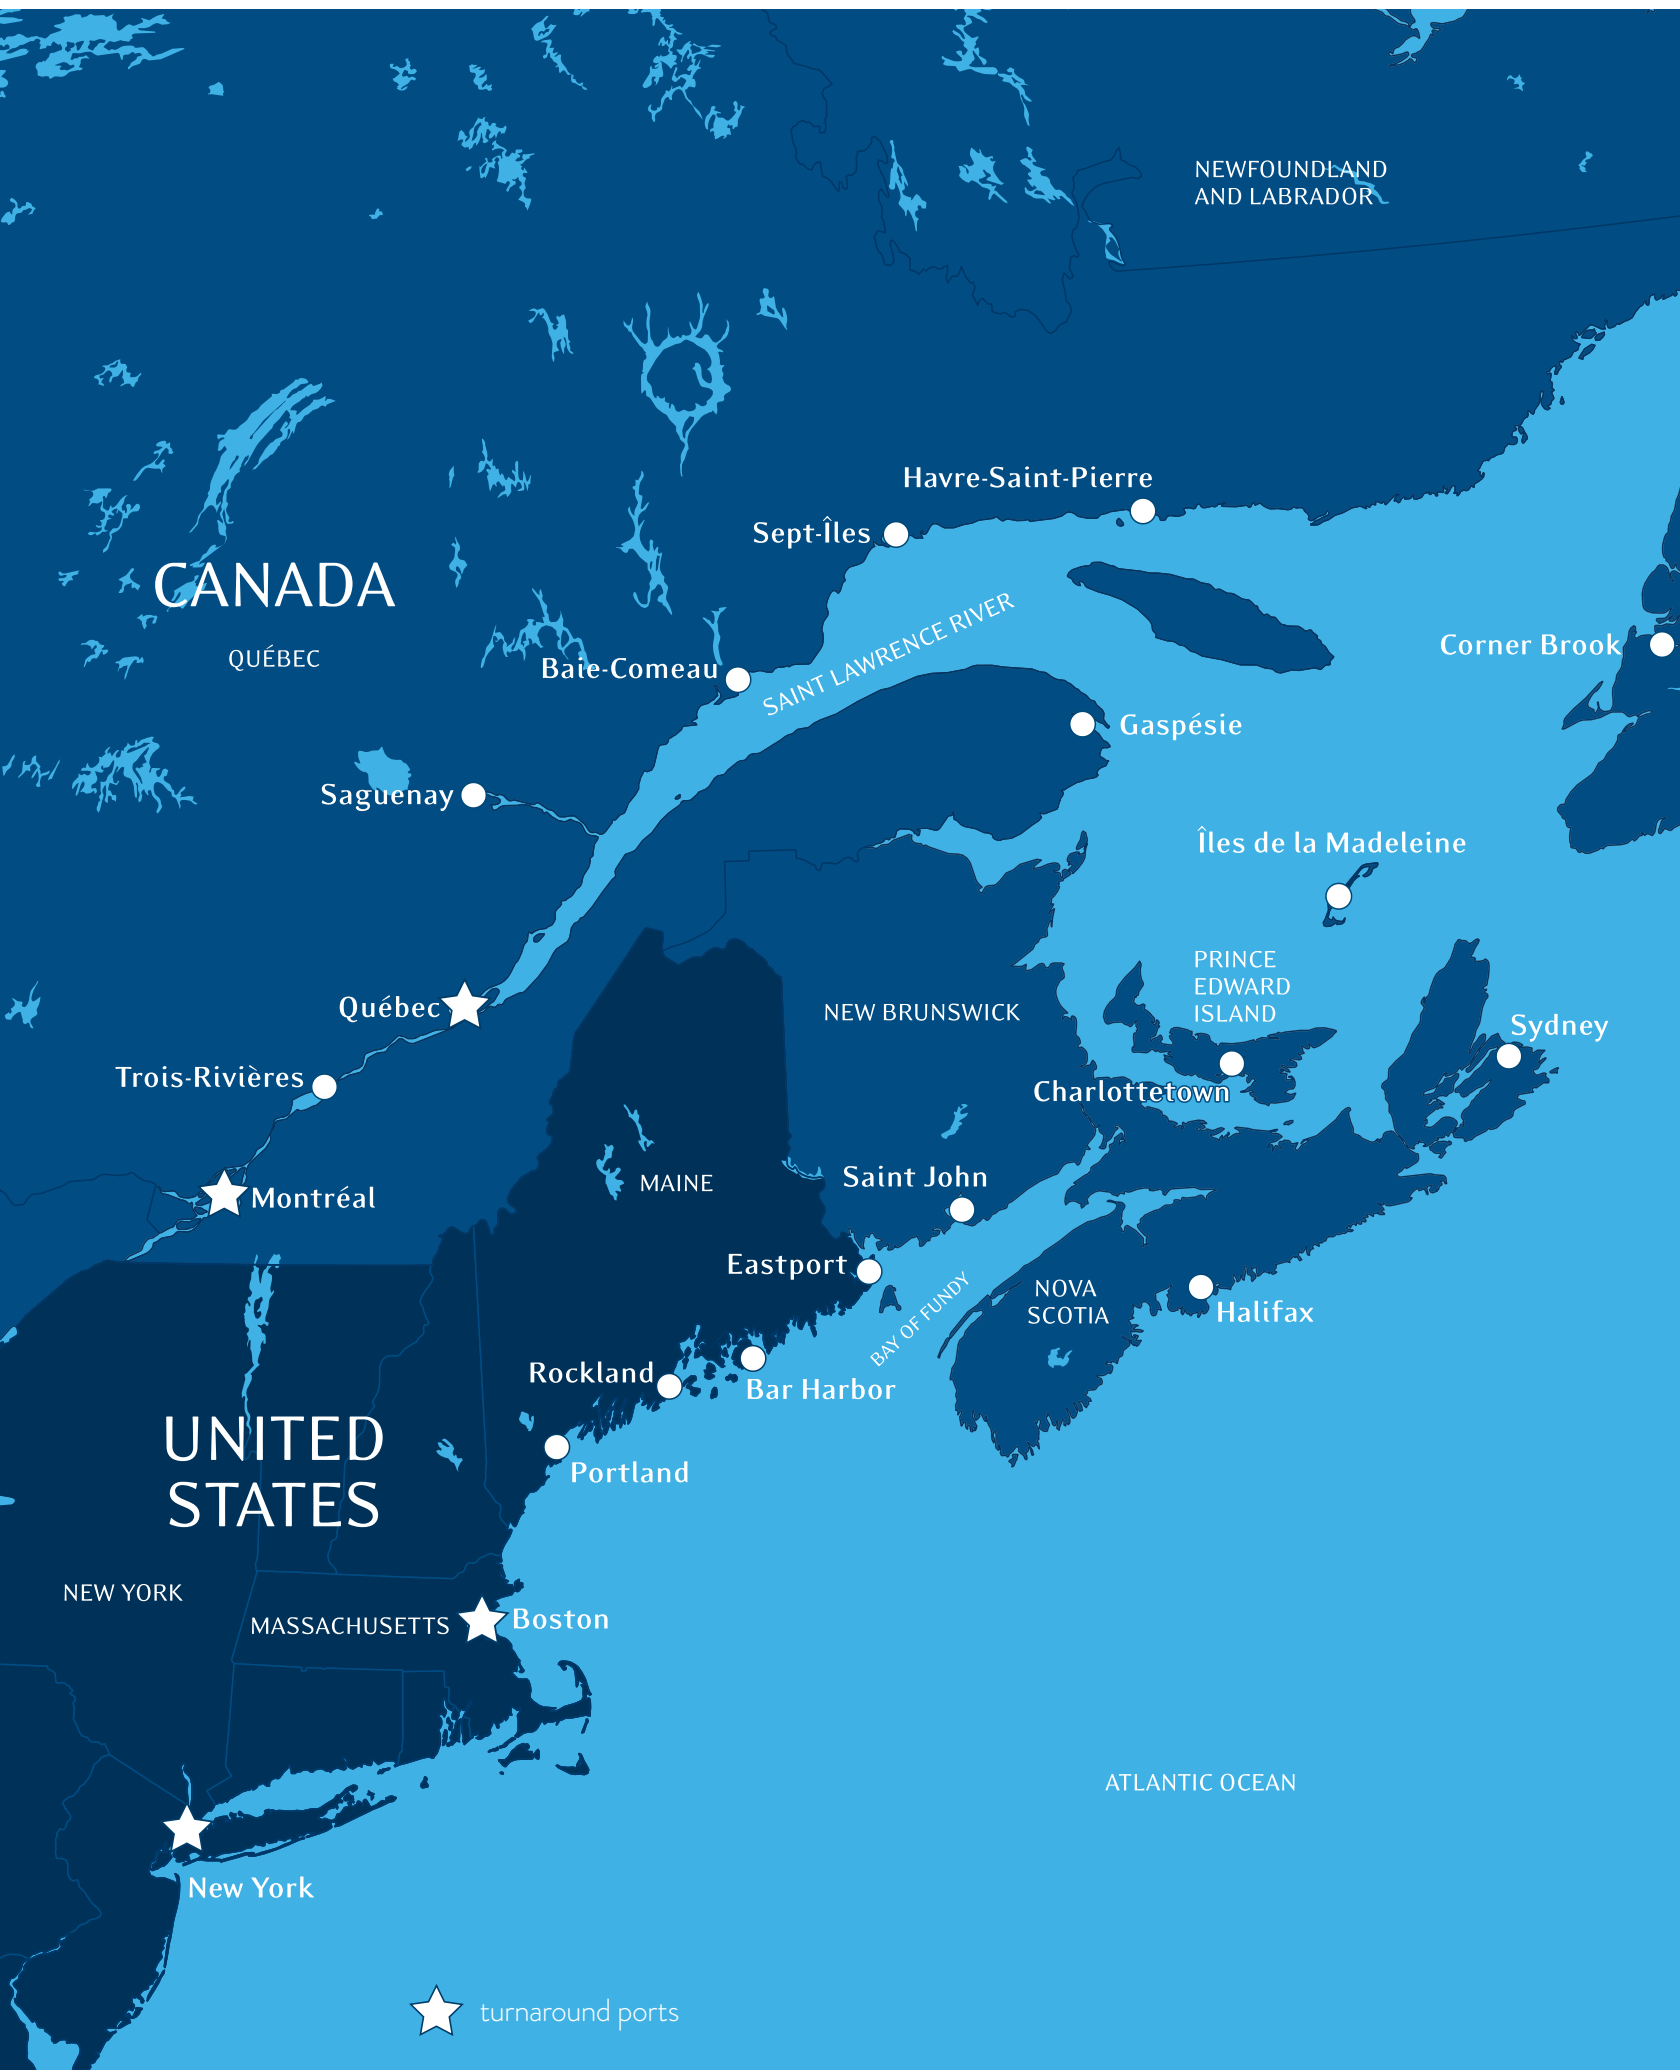 NEWFOUNDLAND
AND LABRADOR
Havre-Saint-Pierre
Sept-Îles
CANADA
SAINT LAWRENCE RIVER
Corner Brook
QUÉBEC
Baie-Comeau
Gaspésie
Saguenay
Îles de la Madeleine
PRINCE
EDWARD
ISLAND
Québec
NEW BRUNSWICK
Sydney
Trois-Rivières
Charlottetown
MAINE
Saint John
Montréal
Eastport
NOVA
SCOTIA
BAY OF FUNDY
Halifax
Rockland
Bar Harbor
UNITED
STATES
Portland
NEW YORK
MASSACHUSETTS
Boston
ATLANTIC OCEAN
New York
turnaround ports